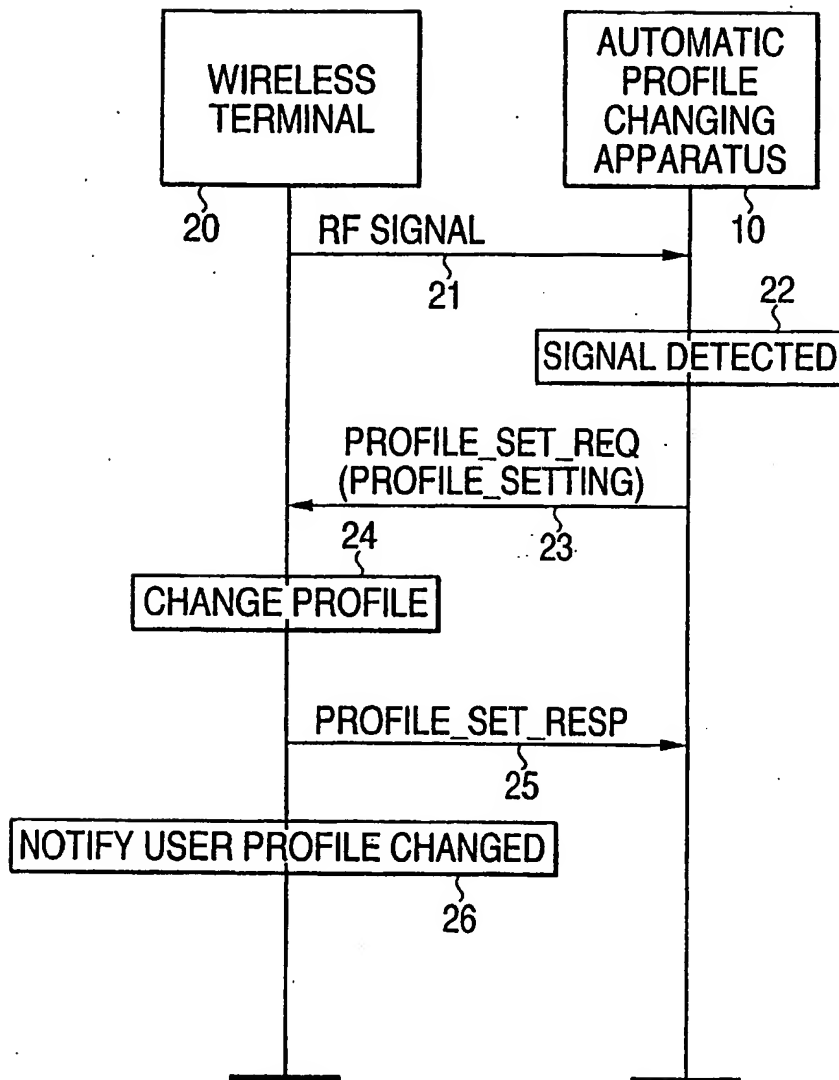 WIRELESS
TERMINAL
AUTOMATIC
PROFILE
CHANGING
APPARATUS
20
10
RF SIGNAL
21
22
SIGNAL DETECTED
PROFILE_SET_REQ
(PROFILE_SETTING)
23
24
CHANGE PROFILE
PROFILE_SET_RESP
25
NOTIFY USER PROFILE CHANGED
26